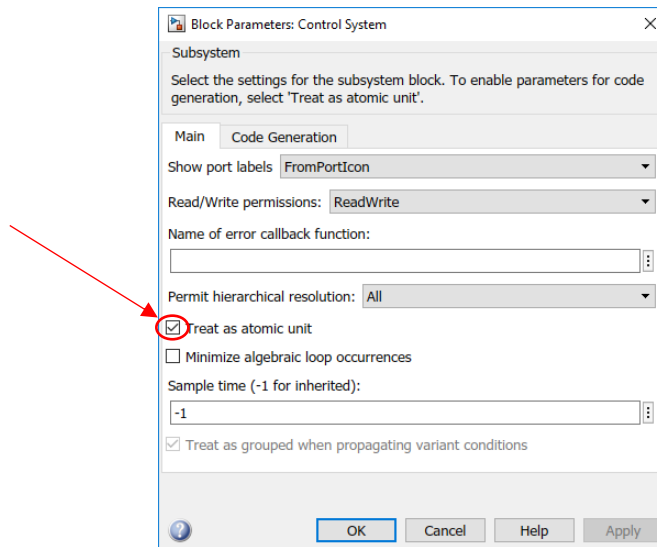 Block Parameters: Control System
Subsystem
Select the settings for the subsystem block. To enable parameters for code
generation, select 'Treat as atomic unit'.
Main Code Generation
Show port labels FromPortIcon
Read/Write permissions: ReadWrite
Name of error callback function:
Permit hierarchical resolution: All
Treat as atomic unit
Minimize algebraic loop occurrences
Sample time (-1 for inherited):
-1
Treat as grouped when propagating variant conditions
OK Cancel Help Apply